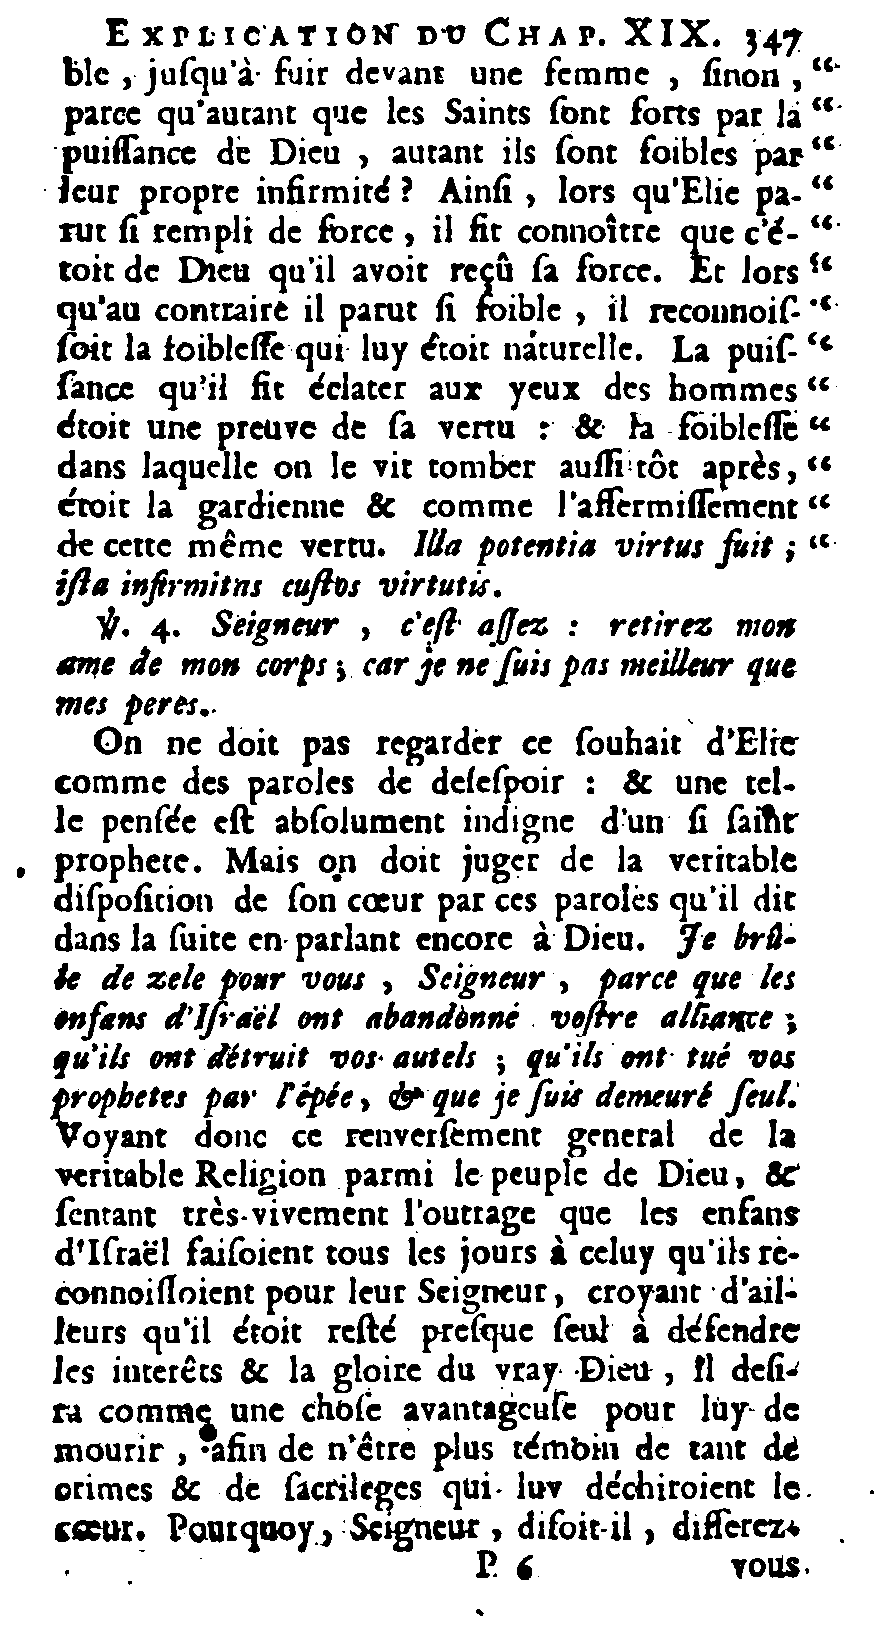 EXPLICATION DU CHAP. XIX. 347
ble, juſqu'à fuir devant une femme, ſinon, “
parce qu'autant que les Saints ſont forts par la “
puiſſance de Dieu, autant ils ſont foibles par “
leur propre infirmité? Ainſi, lors qu'Elie pa- “
rut ſi rempli de force, il fit connoître que c'é- “
toit de Dieu qu'il avoit reçû ſa force. Et lors “
qu'au contraire il parut ſi foible, il reconnoiſ- “
ſoit la foibleſſe qui luy étoit naturelle. La puiſ- “
ſance qu'il fit éclater aux yeux des hommes “
étoit une preuve de ſa vertu : & la foibleſſe “
dans laquelle on le vit tomber auſſi-tôt après, “
étoit la gardienne & comme l'affermiſſement “
de cette même vertu. Illa potentia virtus fuit ; “
iſta infirmitas cuſtos virtutis.
℣. 4. Seigneur, c'eſt aſſez : retirez mon
ame de mon corps ; car je ne ſuis pas meilleur que
mes peres.
On ne doit pas regarder ce ſouhait d'Elie
comme des paroles de deſeſpoir : & une tel-
le penſée eſt abſolument indigne d'un ſi ſaint
prophete. Mais on doit juger de la veritable
diſpoſition de ſon cœur par ces paroles qu'il dit
dans la ſuite en parlant encore à Dieu. Je brû-
le de zele pour vous, Seigneur, parce que les
enfans d'Iſraël ont abandonné voſtre alliance ;
qu'ils ont détruit vos autels ; qu'ils ont tué vos
prophetes par l'épée, & que je ſuis demeuré ſeul.
Voyant donc ce renverſement general de la
veritable Religion parmi le peuple de Dieu, &
ſentant très-vivement l'outrage que les enfans
d'Iſraël faiſoient tous les jours à celuy qu'ils re-
connoiſſoient pour leur Seigneur, croyant d'ail-
leurs qu'il étoit reſté preſque ſeul à défendre
les interêts & la gloire du vray Dieu, il deſi-
ra comme une choſe avantageuſe pour luy de
mourir, afin de n'être plus témoin de tant de
crimes & de ſacrileges qui luy déchiroient le
cœur. Pourquoy, Seigneur, diſoit-il, differez-
P 6 vous